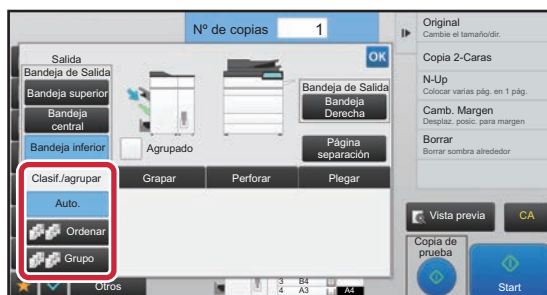 Nº de copias 1
OK
Salida
Bandeja de Salida
Bandeja superior
Bandeja
central
Bandeja inferior
Agrupado
Bandeja de Salida
Bandeja
Derecha
Página
separación
Clasif./agrupar
Auto.
Ordenar
Grupo
Grapar
Perforar
Plegar
Otros
3 B4
4 A3
A4
Original
Cambie el tamaño/dir.
Copia 2-Caras
N-Up
Colocar varias pág. en 1 pág.
Camb. Margen
Desplaz. posic. para margen
Borrar
Borrar sombra alrededor
Vista previa
CA
Copia de
prueba
Start